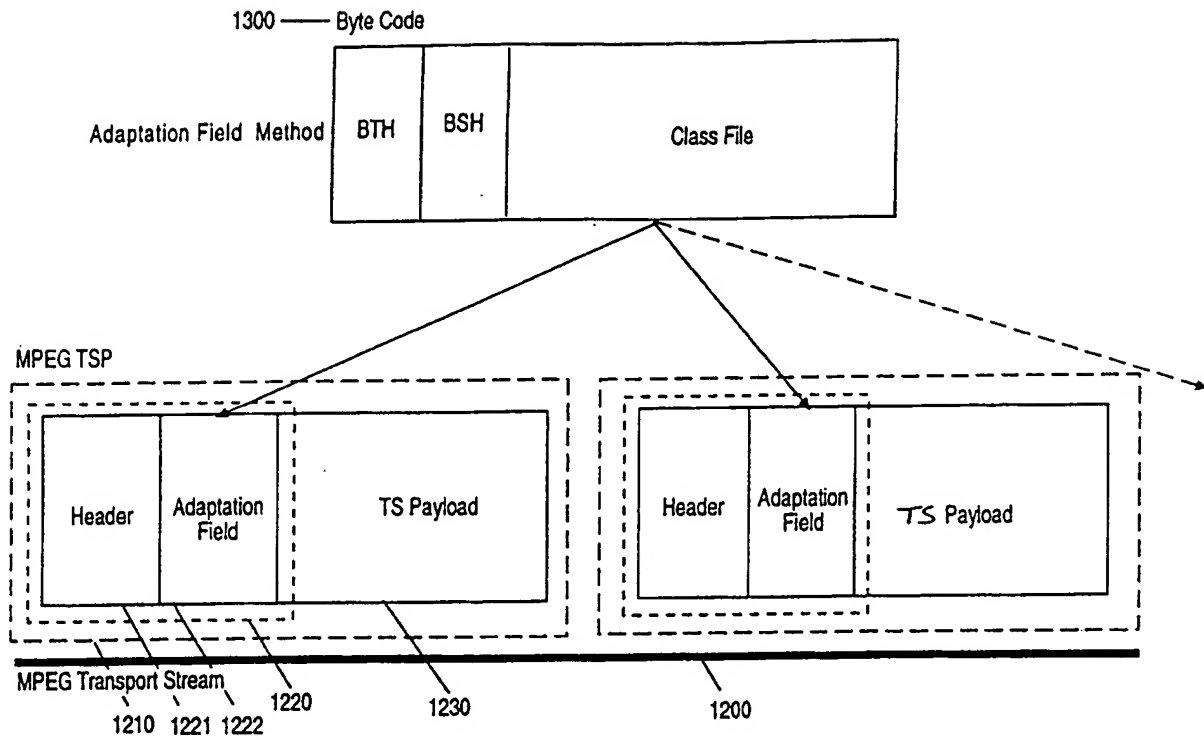 1300 Byte Code
Adaptation Field Method
BTH
BSH
Class File
MPEG TSP
Header
Adaptation
Field
TS Payload
Header
Adaptation
Field
TS Payload
MPEG Transport Stream
1210
1221
1222
1220
1230
1200